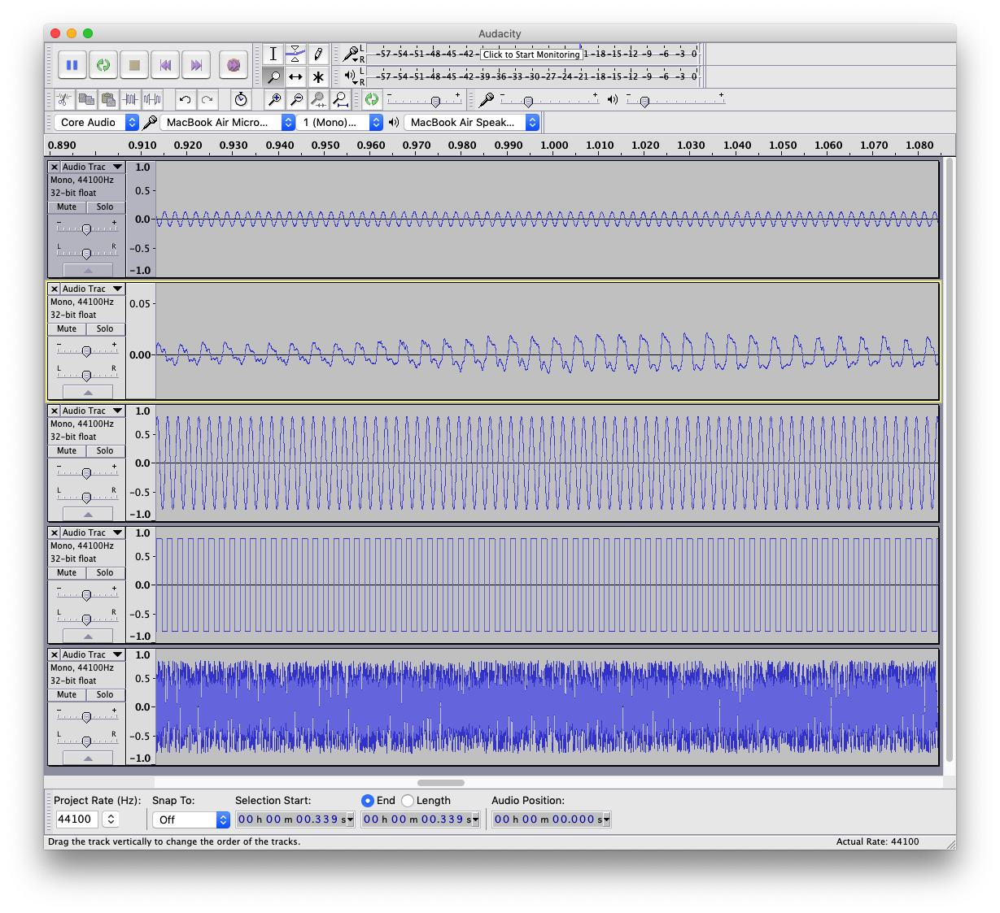 Audacity
L
R
-57 -54 -51 -48 -45 -42 - Click to Start Monitoring 1 -18 -15 -12 -9 -6 -3 0
L
R
-57 -54 -51 -48 -45 -42 -39 -36 -33 -30 -27 -24 -21 -18 -15 -12 -9 -6 -3 0
- + - + - +
Core Audio MacBook Air Micro... 1 (Mono)... MacBook Air Speak...
0.890 0.910 0.920 0.930 0.940 0.950 0.960 0.970 0.980 0.990 1.000 1.010 1.020 1.030 1.040 1.050 1.060 1.070 1.080
× Audio Trac 1.0
Mono, 44100Hz
32-bit float 0.5
Mute Solo
- + 0.0
L R -0.5
-1.0
× Audio Trac
Mono, 44100Hz 0.05
32-bit float
Mute Solo
- + 0.00
L R
× Audio Trac 1.0
Mono, 44100Hz
32-bit float 0.5
Mute Solo
- + 0.0
L R -0.5
-1.0
× Audio Trac 1.0
Mono, 44100Hz
32-bit float 0.5
Mute Solo
- + 0.0
L R -0.5
-1.0
× Audio Trac 1.0
Mono, 44100Hz
32-bit float 0.5
Mute Solo
- + 0.0
L R -0.5
-1.0
Project Rate (Hz): Snap To: Selection Start: End Length Audio Position:
44100 Off 00 h 00 m 00.339 s 00 h 00 m 00.339 s 00 h 00 m 00.000 s
Drag the track vertically to change the order of the tracks. Actual Rate: 44100